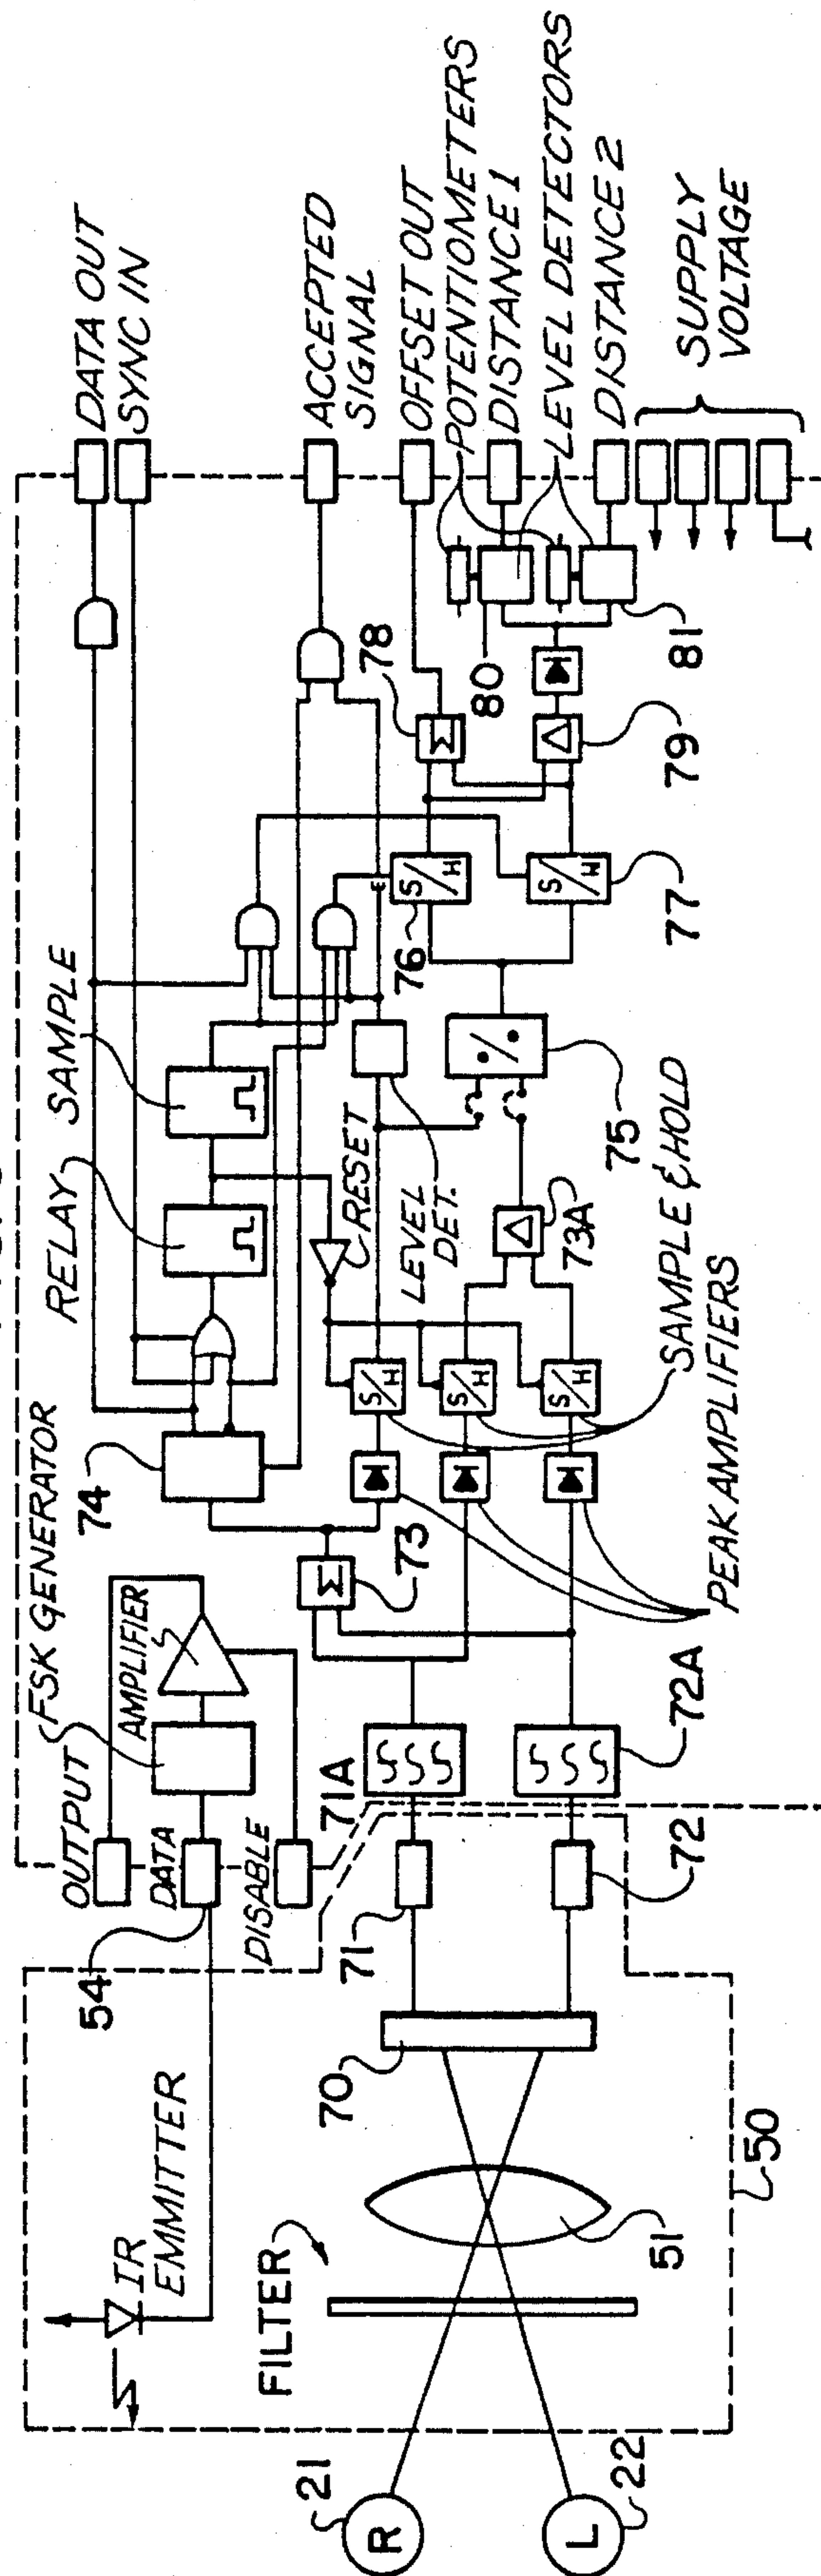 DATA OUT
SYNC IN
ACCEPTED
SIGNAL
OFFSET OUT
POTENTIOMETERS
DISTANCE 1
LEVEL DETECTORS
DISTANCE 2
SUPPLY
VOLTAGE
RELAY
SAMPLE
FSK GENERATOR
74
OUTPUT
AMPLIFIER
DATA
54
DISABLE
IR
EMMITTER
RESET
LEVEL
DET.
78
80
79
81
Σ
Δ
S/H
76
S/H
77
75
Δ
73A
S/H
S/H
S/H
SAMPLE & HOLD
PEAK AMPLIFIERS
Σ
73
71A
72A
71
72
70
FILTER
51
50
21
R
L
22